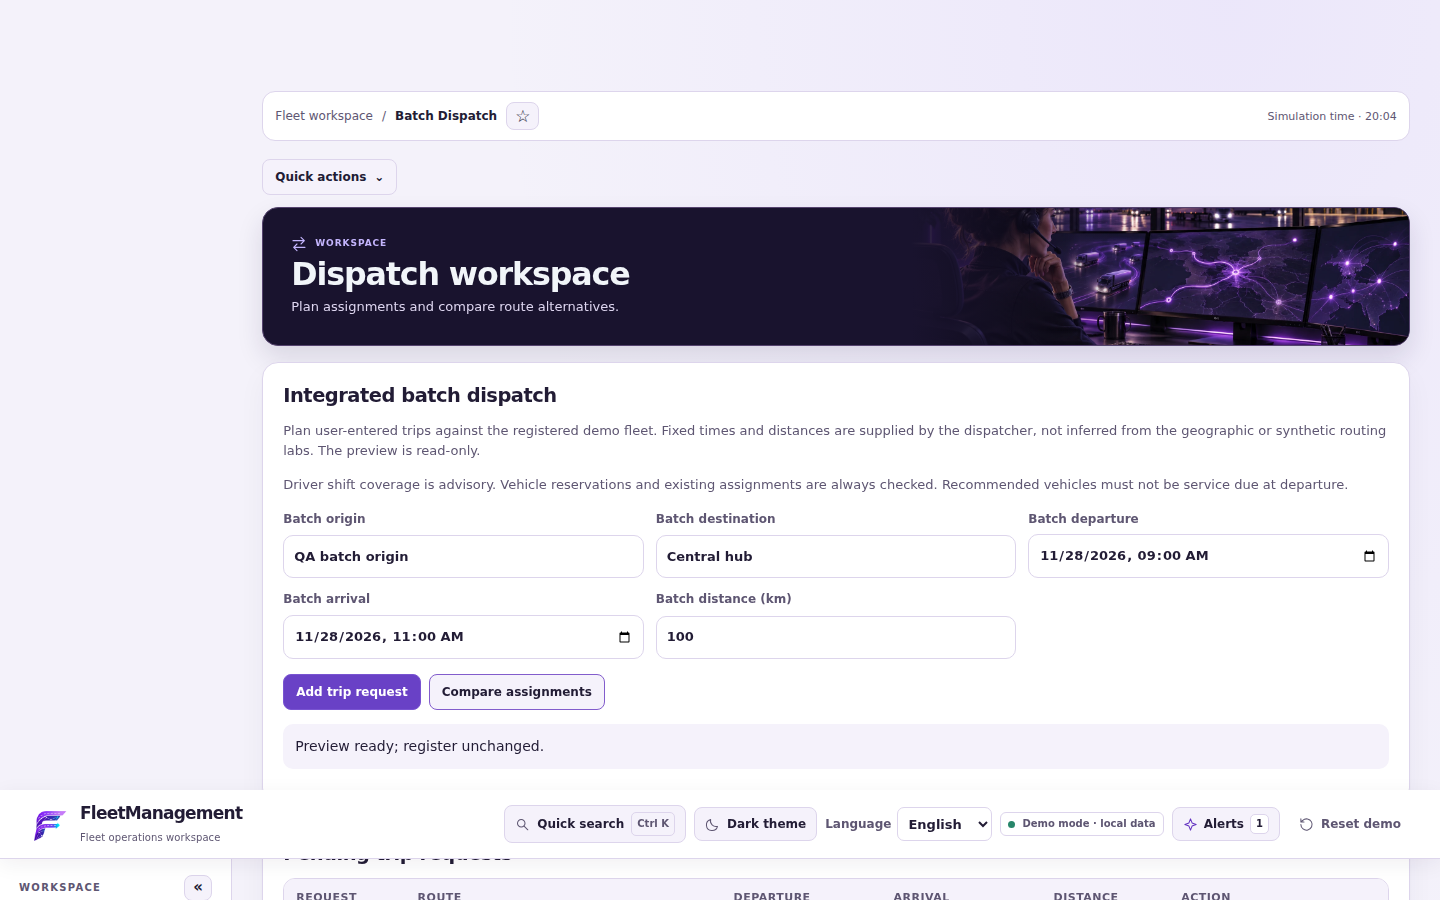 Fleet workspace / Batch Dispatch ☆
Simulation time · 20:04
Quick actions
WORKSPACE
Dispatch workspace
Plan assignments and compare route alternatives.
Integrated batch dispatch
Plan user-entered trips against the registered demo fleet. Fixed times and distances are supplied by the dispatcher, not inferred from the geographic or synthetic routing
labs. The preview is read-only.
Driver shift coverage is advisory. Vehicle reservations and existing assignments are always checked. Recommended vehicles must not be service due at departure.
Batch origin
Batch destination
Batch departure
QA batch origin
Central hub
11/28/2026, 09:00 AM
Batch arrival
Batch distance (km)
11/28/2026, 11:00 AM
100
Add trip request
Compare assignments
Preview ready; register unchanged.
FleetManagement
Fleet operations workspace
Quick search Ctrl K
Dark theme
Language
English
Demo mode · local data
Alerts 1
Reset demo
Pending trip requests
WORKSPACE «
REQUEST ROUTE DEPARTURE ARRIVAL DISTANCE ACTION